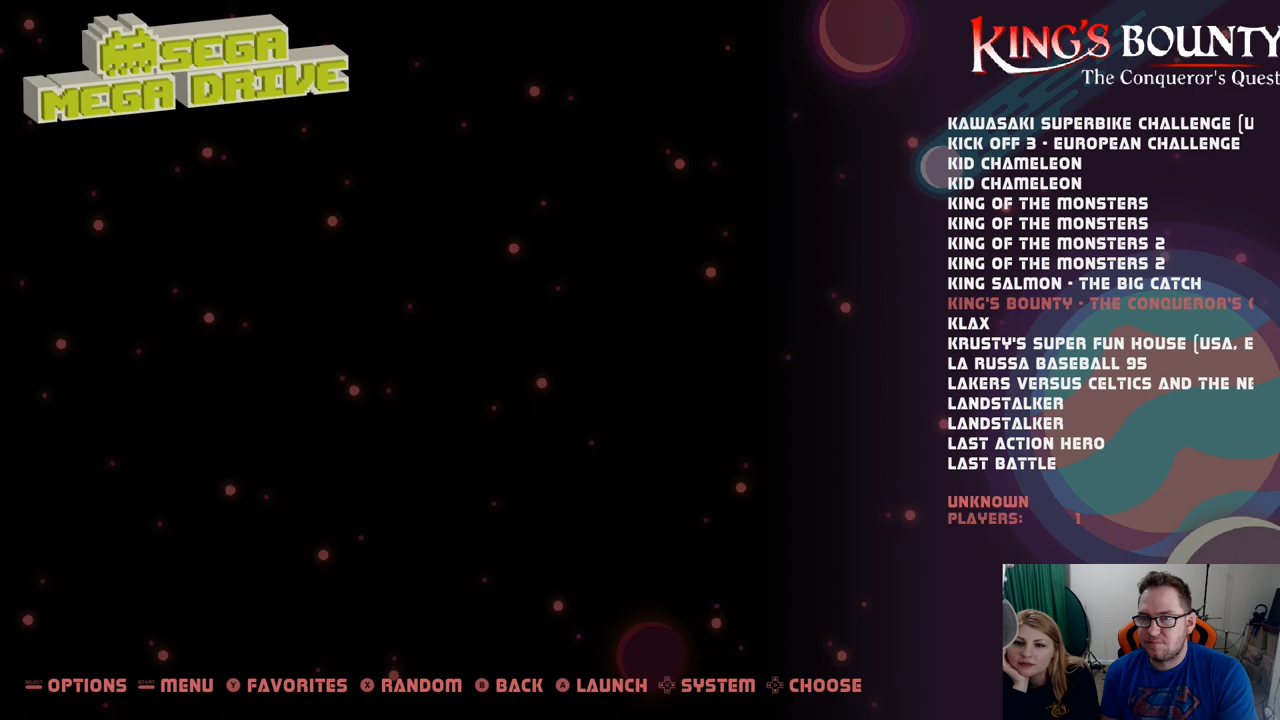 SEGA
MEGA DRIVE
KING'S BOUNTY
The Conqueror's Quest
KAWASAKI SUPERBIKE CHALLENGE (U
KICK OFF 3 - EUROPEAN CHALLENGE
KID CHAMELEON
KID CHAMELEON
KING OF THE MONSTERS
KING OF THE MONSTERS
KING OF THE MONSTERS 2
KING OF THE MONSTERS 2
KING SALMON - THE BIG CATCH
KING'S BOUNTY - THE CONQUEROR'S
KLAX
KRUSTY'S SUPER FUN HOUSE (USA, E
LA RUSSA BASEBALL 95
LAKERS VERSUS CELTICS AND THE NE
LANDSTALKER
LANDSTALKER
LAST ACTION HERO
LAST BATTLE
UNKNOWN
PLAYERS: 1
SELECT OPTIONS START MENU Y FAVORITES X RANDOM B BACK A LAUNCH SYSTEM CHOOSE